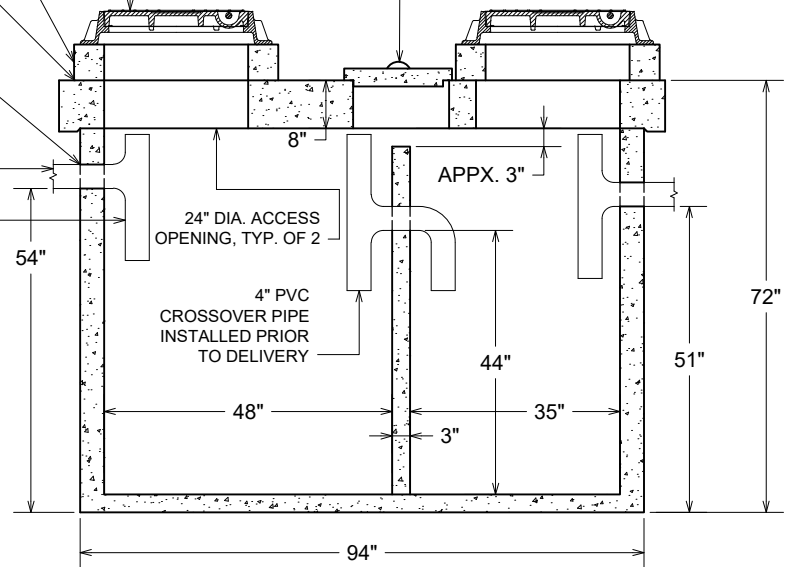 8"
APPX. 3"
24" DIA. ACCESS
OPENING, TYP. OF 2
54"
4" PVC
CROSSOVER PIPE
INSTALLED PRIOR
TO DELIVERY
72"
44"
51"
48"
35"
3"
94"